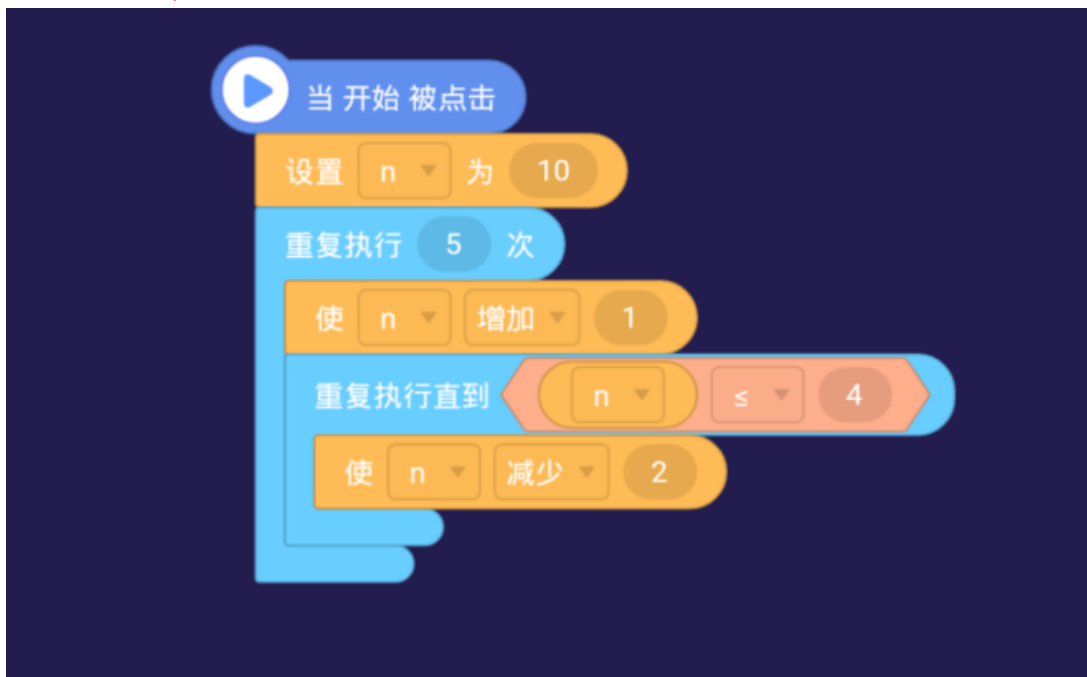 当 开始 被点击
设置 n 为 10
重复执行 5 次
使 n 增加 1
重复执行直到 n ≤ 4
使 n 减少 2